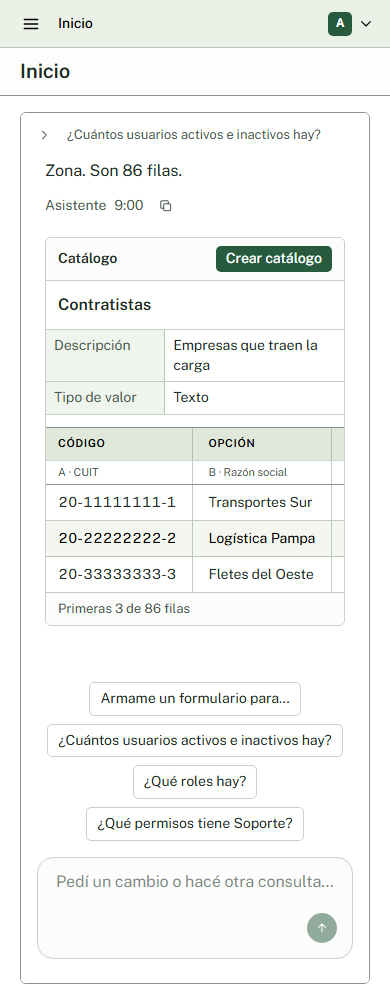 Inicio
A
Inicio
¿Cuántos usuarios activos e inactivos hay?
Zona. Son 86 filas.
Asistente 9:00
Catálogo
Crear catálogo
Contratistas
Descripción
Empresas que traen la
carga
Tipo de valor
Texto
CÓDIGO
OPCIÓN
A · CUIT
B · Razón social
20-11111111-1
Transportes Sur
20-22222222-2
Logística Pampa
20-33333333-3
Fletes del Oeste
Primeras 3 de 86 filas
Armame un formulario para...
¿Cuántos usuarios activos e inactivos hay?
¿Qué roles hay?
¿Qué permisos tiene Soporte?
Pedí un cambio o hacé otra consulta...